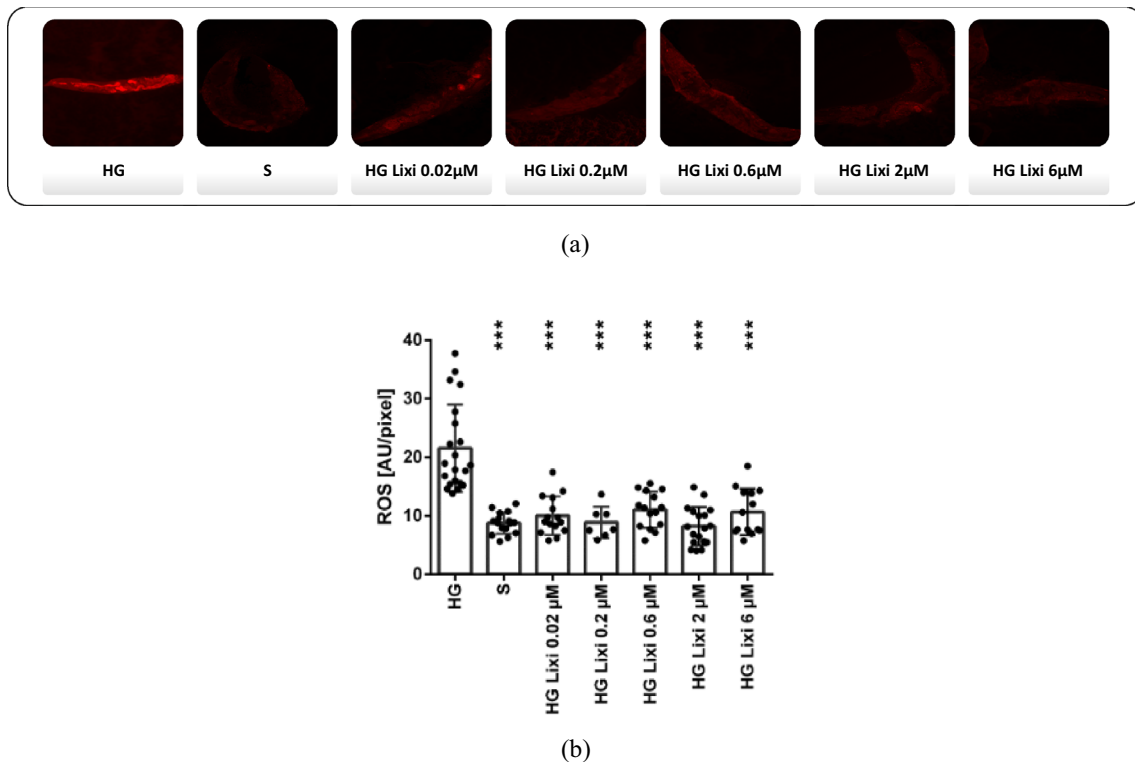 HG
S
HG Lixi 0.02µM
HG Lixi 0.2µM
HG Lixi 0.6µM
HG Lixi 2µM
HG Lixi 6µM
(a)
***
***
***
***
***
***
ROS [AU/pixel]
40
30
20
10
0
HG
S
HG Lixi 0.02 µM
HG Lixi 0.2 µM
HG Lixi 0.6 µM
HG Lixi 2 µM
HG Lixi 6 µM
(b)